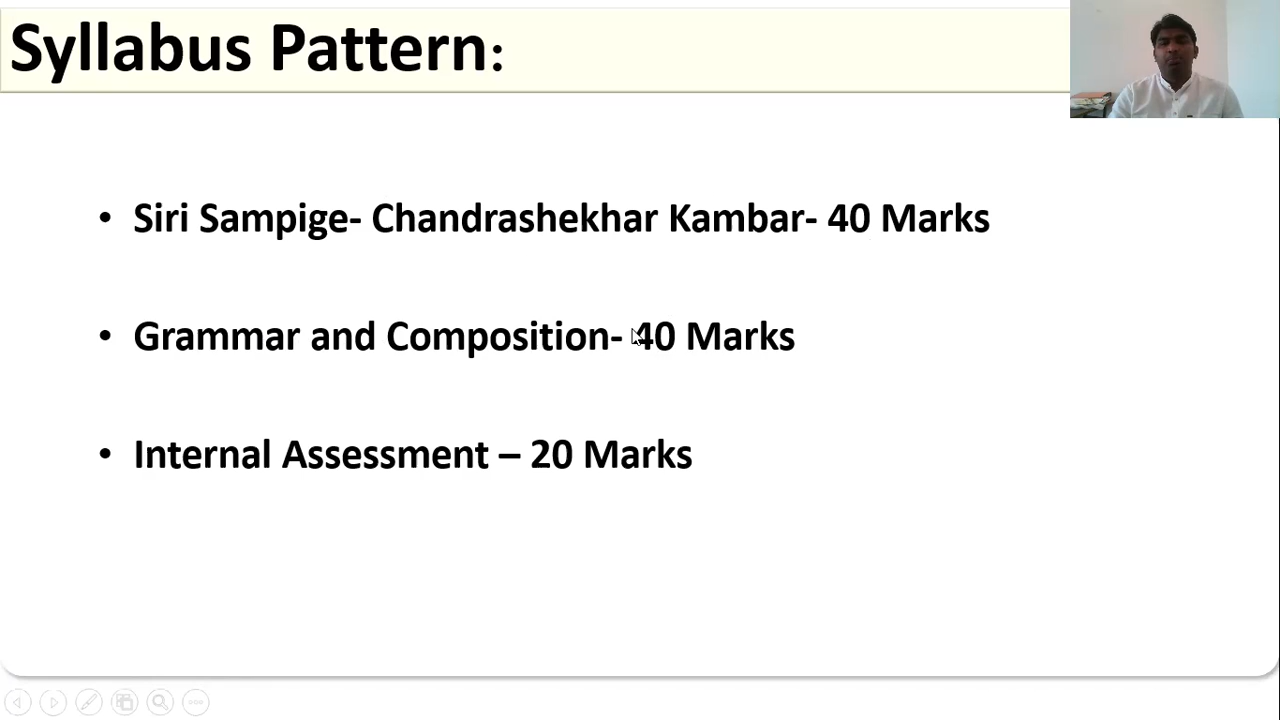 Syllabus Pattern:
• Siri Sampige- Chandrashekhar Kambar- 40 Marks
• Grammar and Composition- 40 Marks
• Internal Assessment – 20 Marks